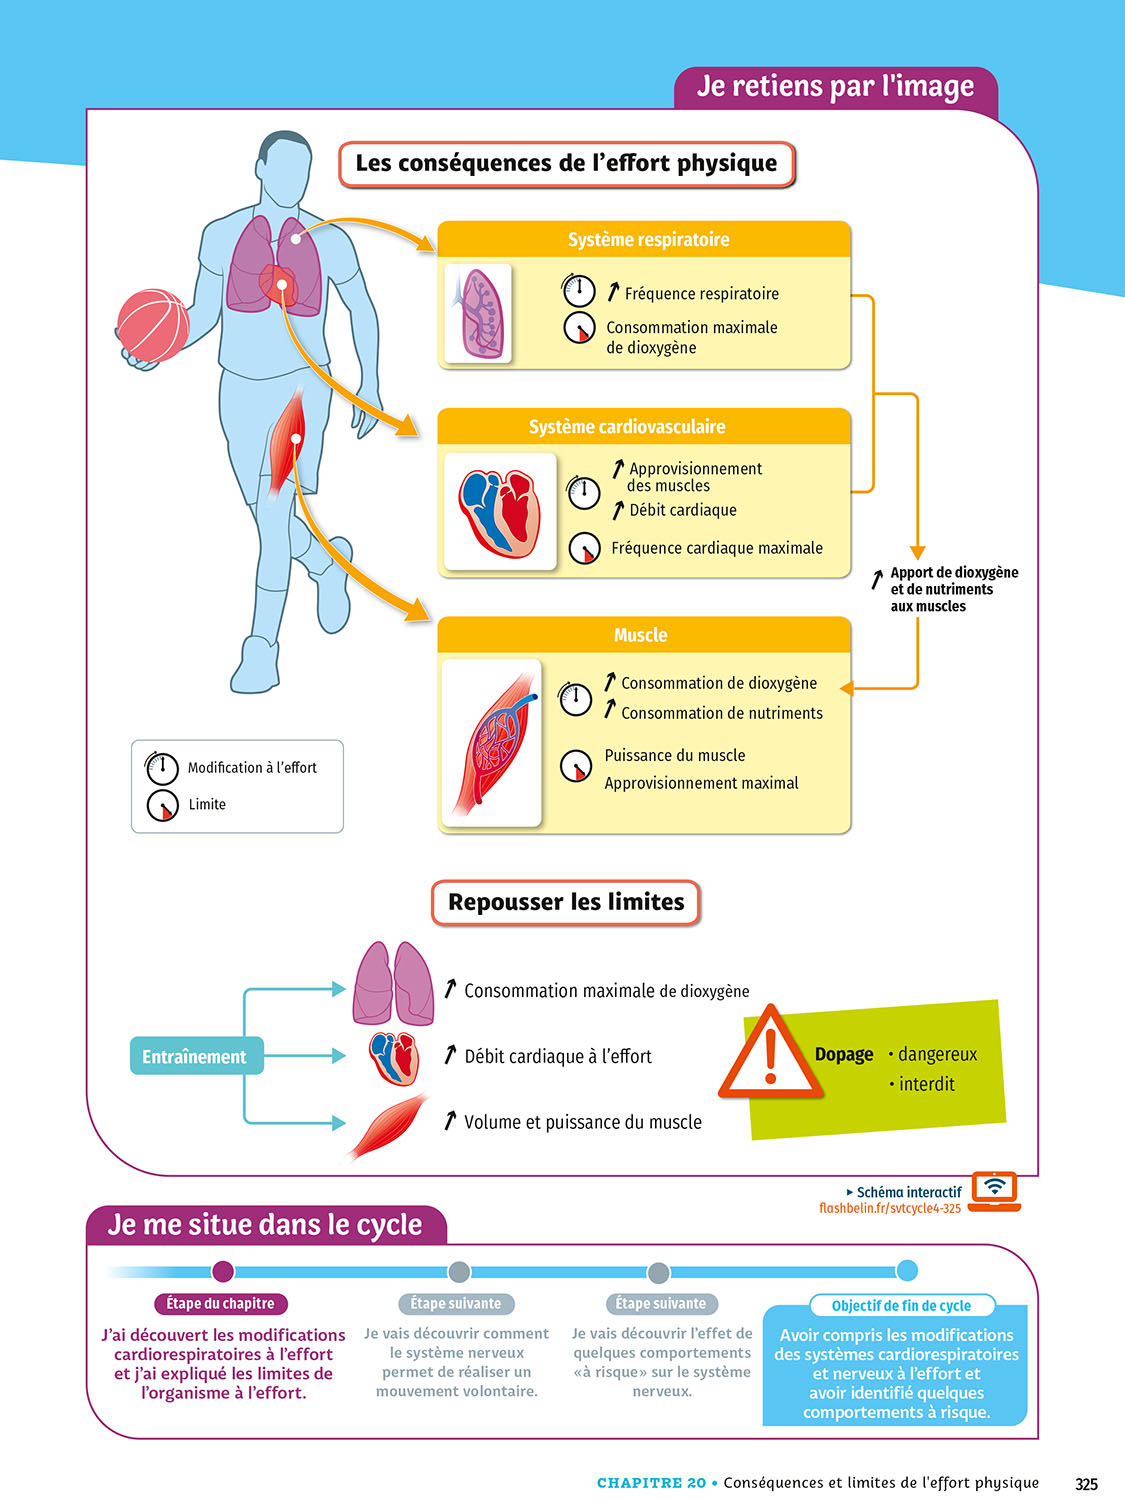 Je retiens par l'image
Les conséquences de l'effort physique
Système respiratoire
↗ Fréquence respiratoire
Consommation maximale
de dioxygène
Système cardiovasculaire
↗ Approvisionnement
des muscles
↗ Débit cardiaque
Fréquence cardiaque maximale
↗ Apport de dioxygène
et de nutriments
aux muscles
Muscle
↗ Consommation de dioxygène
↗ Consommation de nutriments
Puissance du muscle
Approvisionnement maximal
Modification à l'effort
Limite
Repousser les limites
Entraînement
↗ Consommation maximale de dioxygène
↗ Débit cardiaque à l'effort
↗ Volume et puissance du muscle
Dopage • dangereux
• interdit
▸ Schéma interactif
flashbelin.fr/svtcycle4-325
Je me situe dans le cycle
Étape du chapitre
J'ai découvert les modifications
cardiorespiratoires à l'effort
et j'ai expliqué les limites de
l'organisme à l'effort.
Étape suivante
Je vais découvrir comment
le système nerveux
permet de réaliser un
mouvement volontaire.
Étape suivante
Je vais découvrir l'effet de
quelques comportements
«à risque» sur le système
nerveux.
Objectif de fin de cycle
Avoir compris les modifications
des systèmes cardiorespiratoires
et nerveux à l'effort et
avoir identifié quelques
comportements à risque.
CHAPITRE 20 • Conséquences et limites de l'effort physique 325